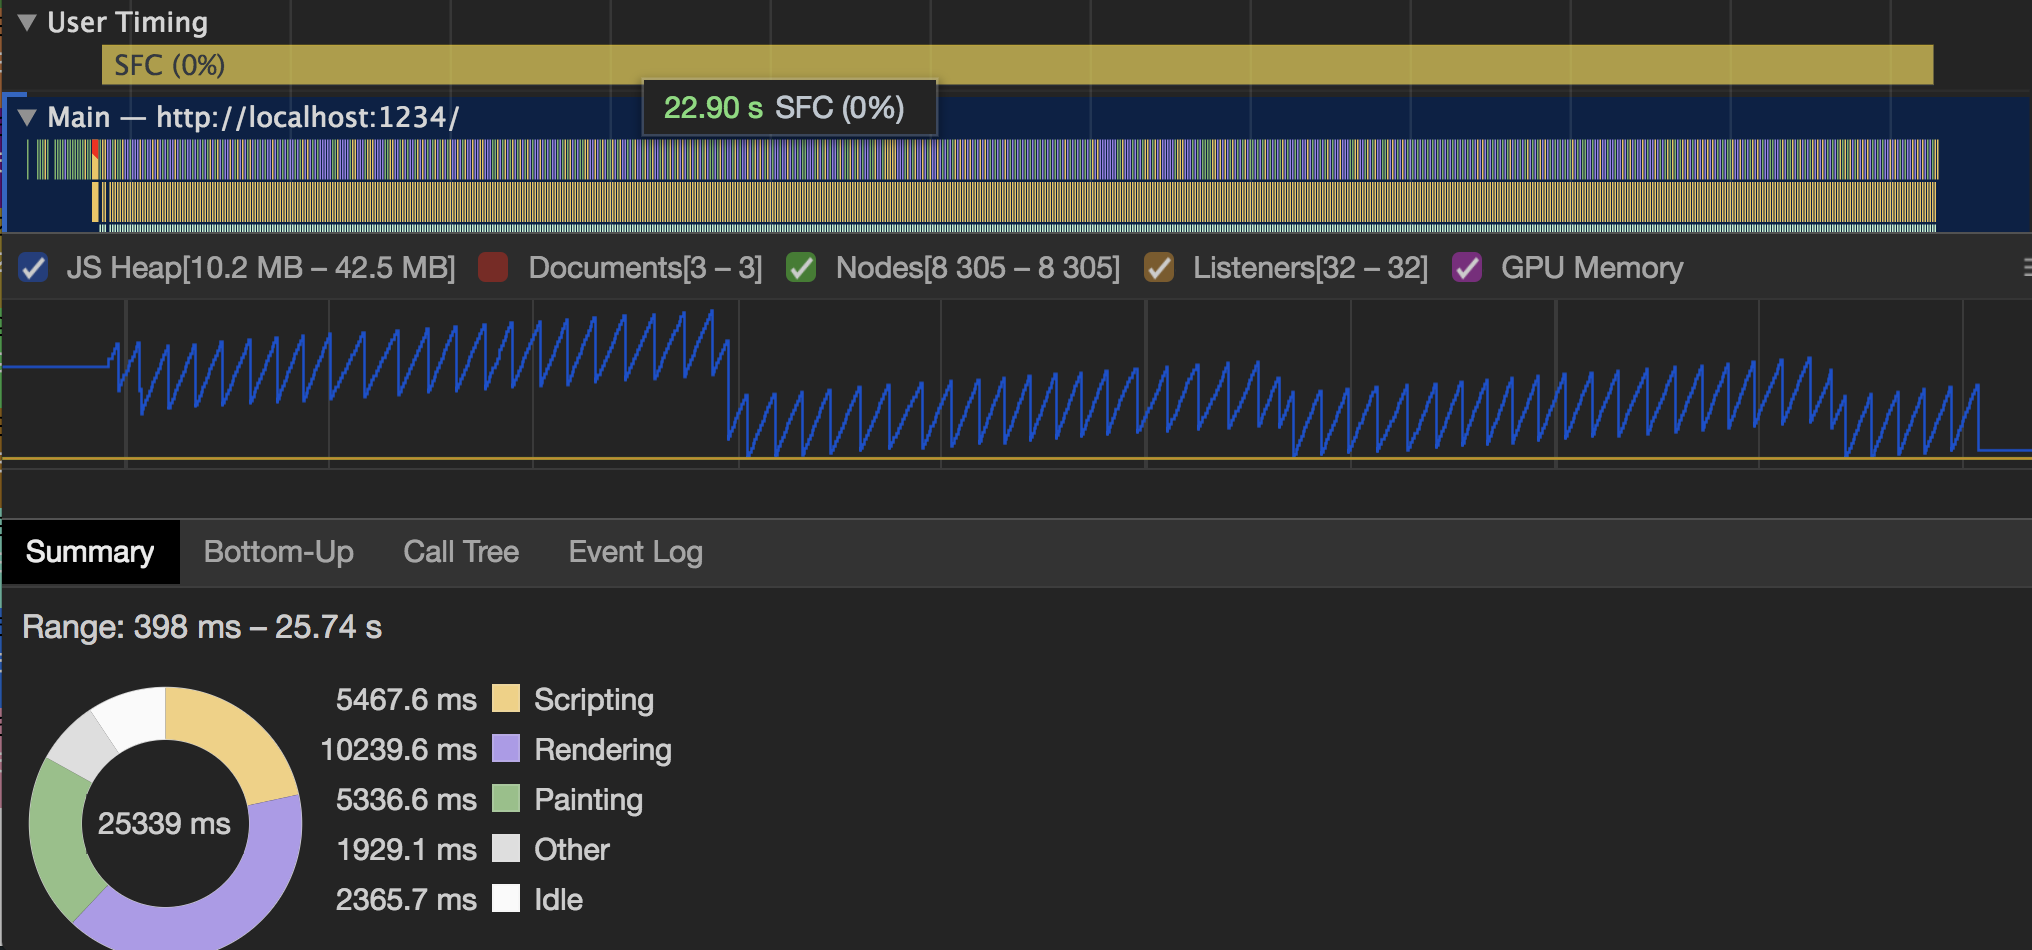 User Timing
SFC (0%)
22.90 s SFC (0%)
Main — http://localhost:1234/
JS Heap[10.2 MB – 42.5 MB] Documents[3 – 3] Nodes[8 305 – 8 305] Listeners[32 – 32] GPU Memory
Summary Bottom-Up Call Tree Event Log
Range: 398 ms – 25.74 s
5467.6 ms Scripting
10239.6 ms Rendering
5336.6 ms Painting
25339 ms
1929.1 ms Other
2365.7 ms Idle